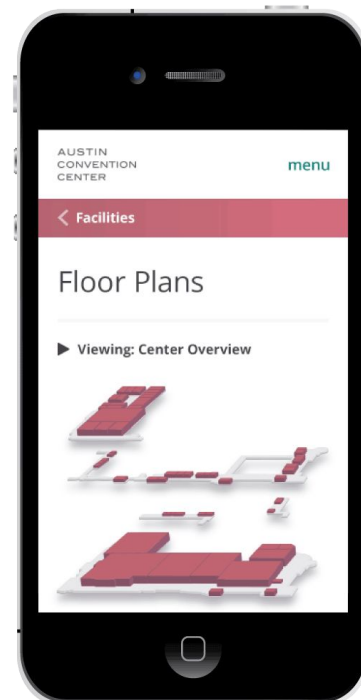 AUSTIN
CONVENTION
CENTER
menu
Facilities
Floor Plans
Viewing: Center Overview